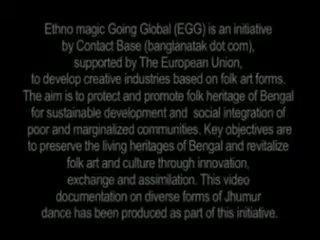 Ethno magic Going Global (EGG) is an initiative
by Contact Base (banglanatak dot com),
supported by The European Union,
to develop creative industries based on folk art forms.
The aim is to protect and promote folk heritage of Bengal
for sustainable development and social integration of
poor and marginalized communities. Key objectives are
to preserve the living heritages of Bengal and revitalize
folk art and culture through innovation,
exchange and assimilation. This video
documentation on diverse forms of Jhumur
dance has been produced as part of this initiative.